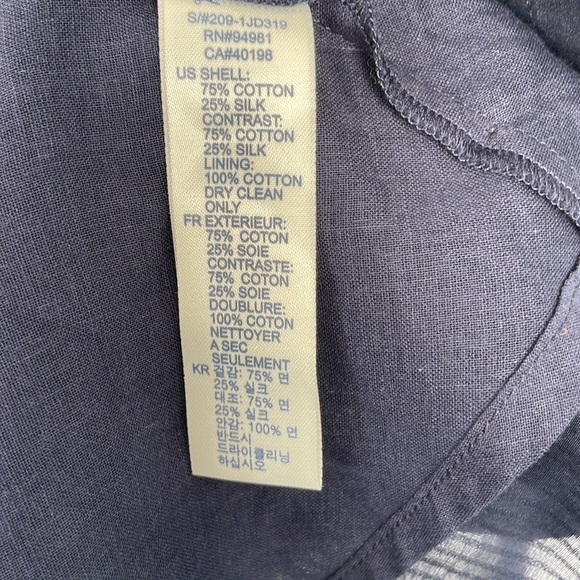 S/#209-1JD319
RN#94981
CA#40198
US SHELL:
75% COTTON
25% SILK
CONTRAST:
75% COTTON
25% SILK
LINING:
100% COTTON
DRY CLEAN
ONLY
FR EXTERIEUR:
75% COTON
25% SOIE
CONTRASTE:
75% COTON
25% SOIE
DOUBLURE:
100% COTON
NETTOYER
A SEC
SEULEMENT
KR 겉감: 75% 면
25% 실크
대조: 75% 면
25% 실크
안감: 100% 면
반드시
드라이클리닝
하십시오